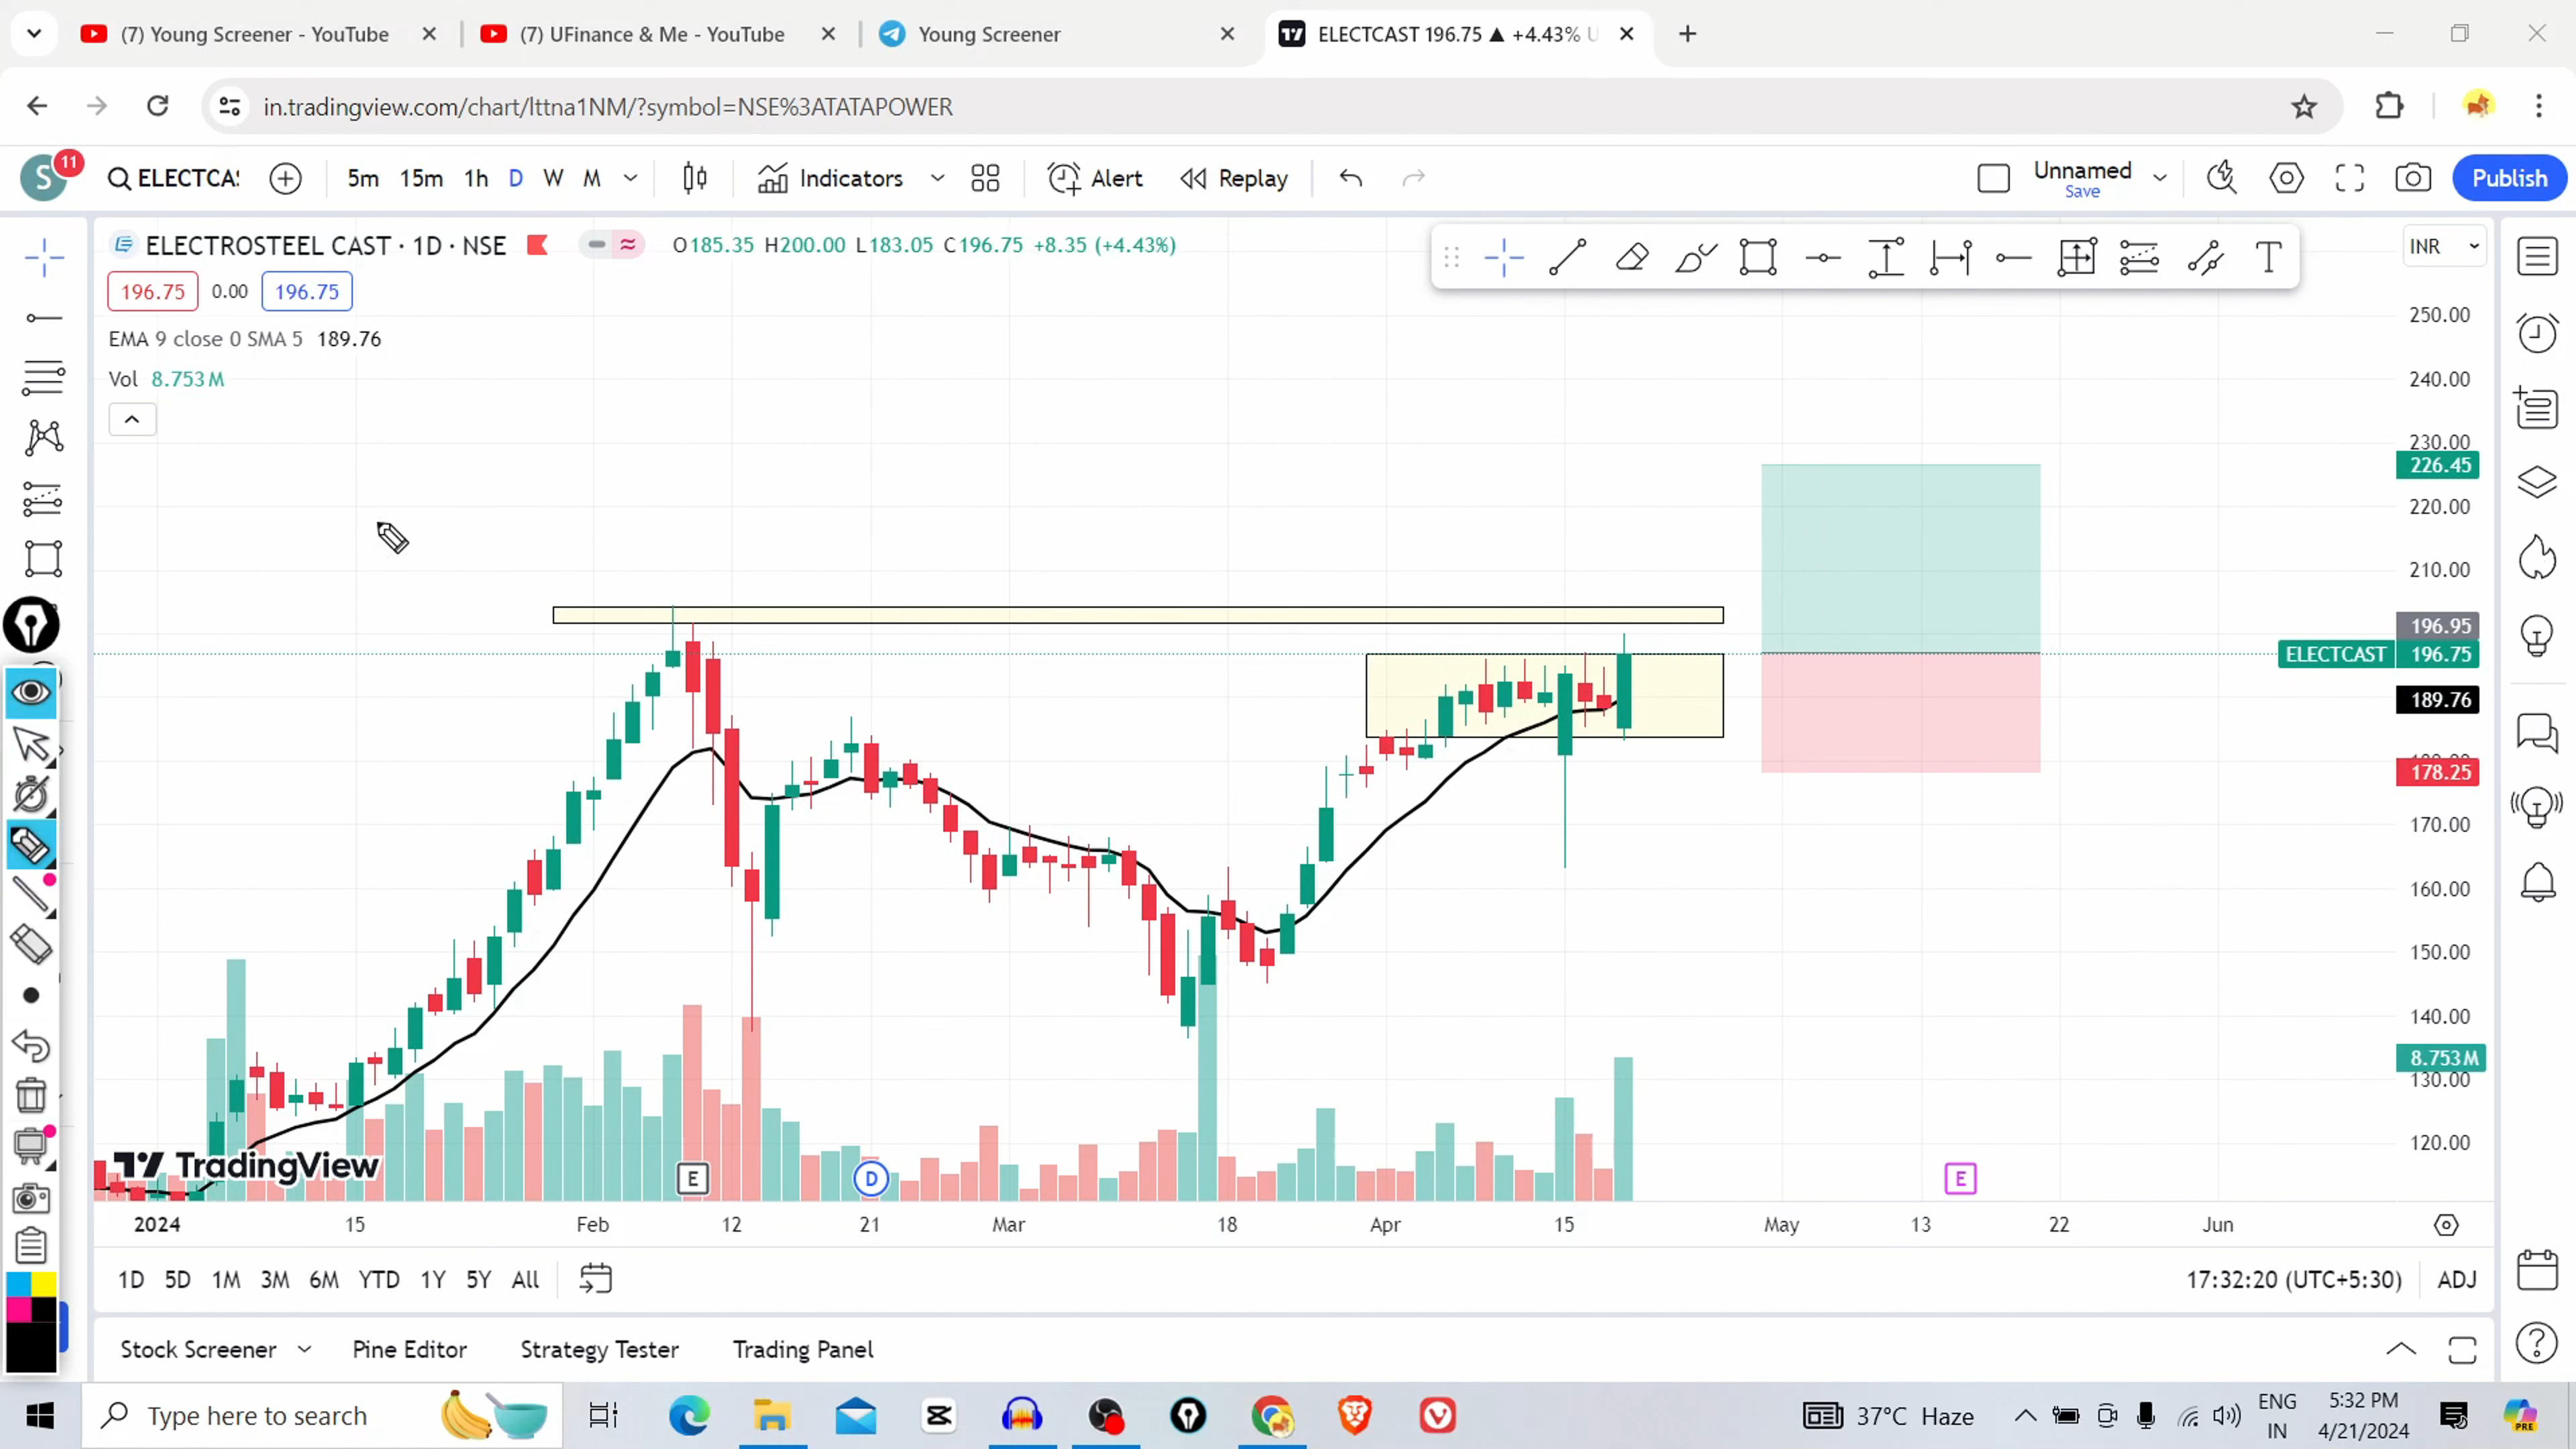 (7) Young Screener - YouTube
(7) UFinance & Me - YouTube
Young Screener
ELECTCAST 196.75 ▲ +4.43% U
in.tradingview.com/chart/lttna1NM/?symbol=NSE%3ATATAPOWER
S 11
ELECTCA
5m 15m 1h D W M
Indicators
Alert
Replay
Unnamed
Save
Publish
ELECTROSTEEL CAST · 1D · NSE
O185.35 H200.00 L183.05 C196.75 +8.35 (+4.43%)
INR
196.75 0.00 196.75
EMA 9 close 0 SMA 5 189.76
Vol 8.753 M
250.00
240.00
230.00
226.45
220.00
210.00
196.95
ELECTCAST 196.75
189.76
178.25
170.00
160.00
150.00
140.00
8.753 M
130.00
120.00
TradingView
E D E
2024 15 Feb 12 21 Mar 18 Apr 15 May 13 22 Jun
1D 5D 1M 3M 6M YTD 1Y 5Y All
17:32:20 (UTC+5:30) ADJ
Stock Screener Pine Editor Strategy Tester Trading Panel
Type here to search
37°C Haze
ENG
IN
5:32 PM
4/21/2024
PRE